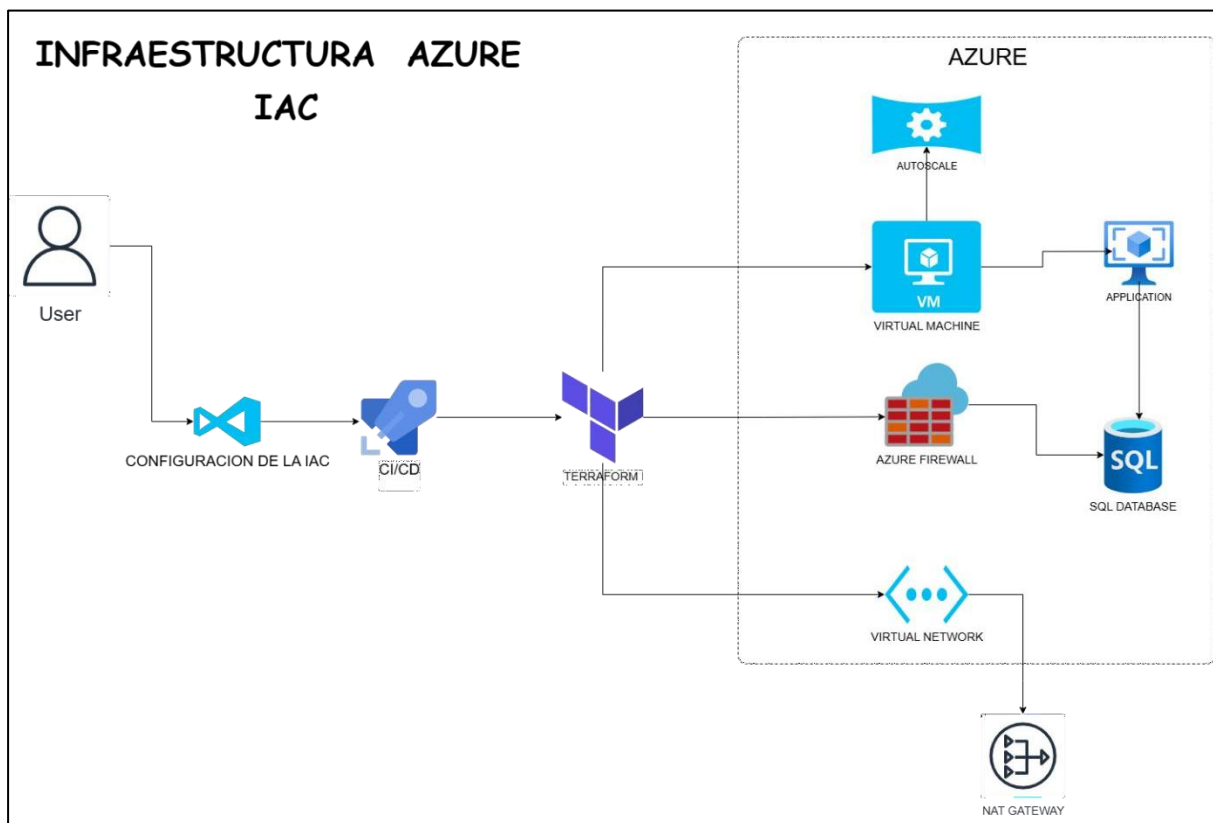 INFRAESTRUCTURA AZURE
IAC
AZURE
AUTOSCALE
User
VM
VIRTUAL MACHINE
APPLICATION
CONFIGURACION DE LA IAC
CI/CD
TERRAFORM
AZURE FIREWALL
SQL
SQL DATABASE
VIRTUAL NETWORK
NAT GATEWAY